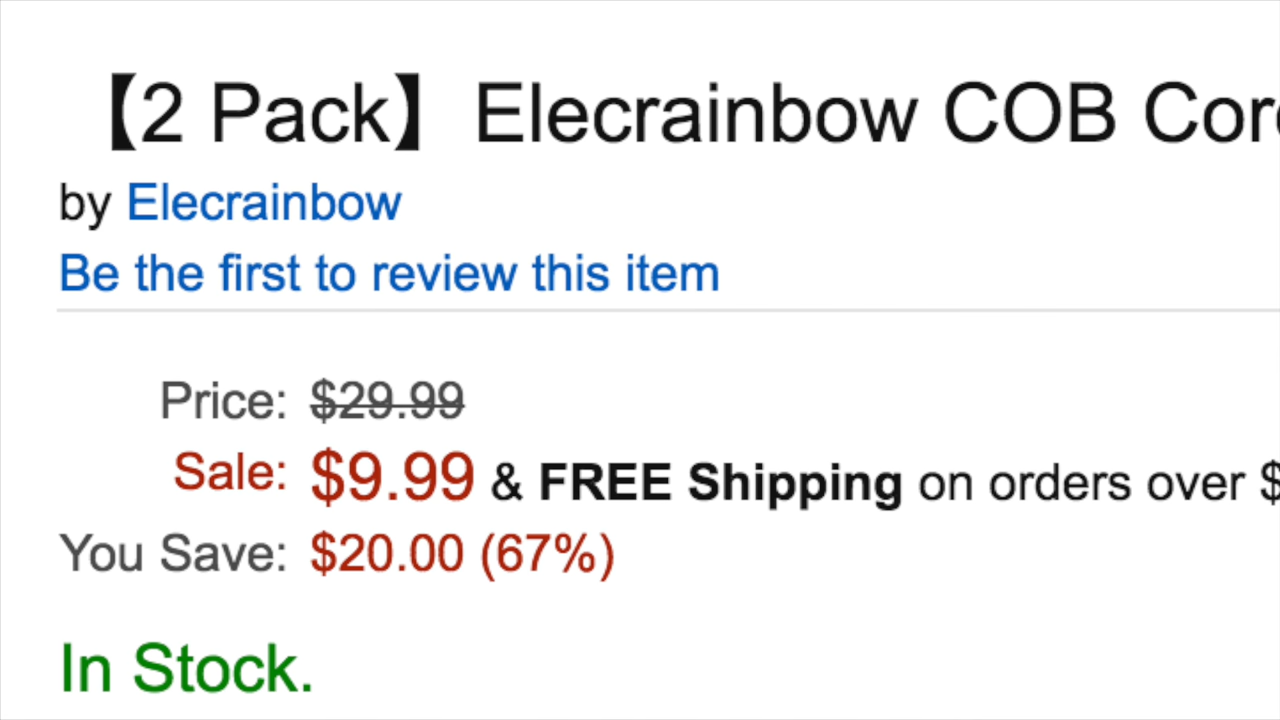 【2 Pack】 Elecrainbow COB
by Elecrainbow
Be the first to review this item
Price: $29.99
Sale: $9.99 & FREE Shipping on orders over $
You Save: $20.00 (67%)
In Stock.